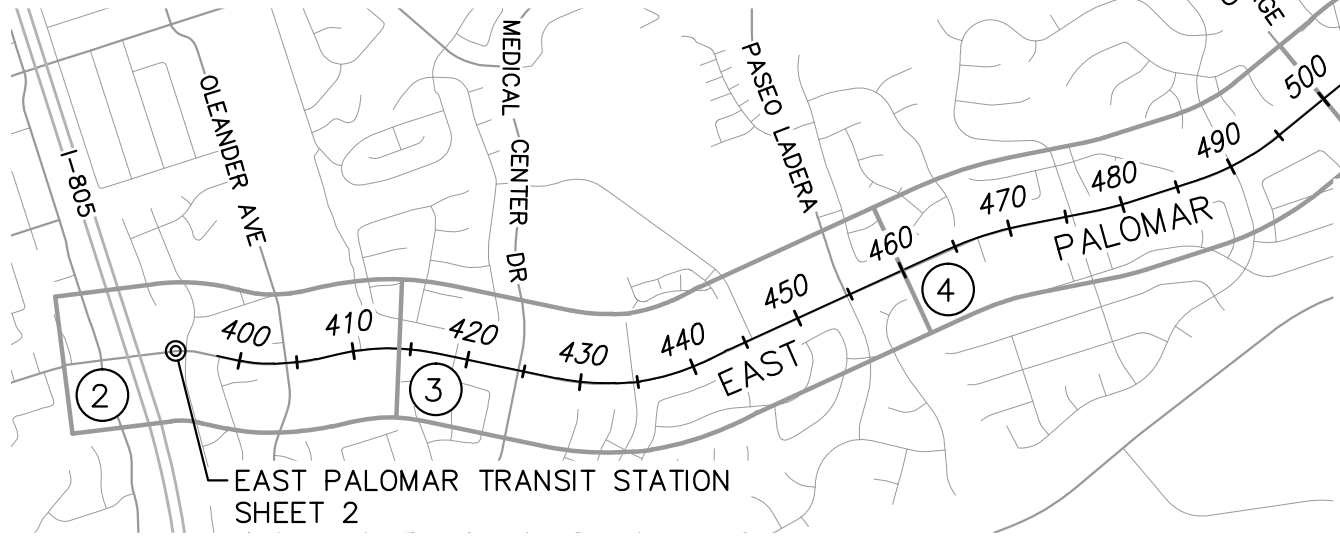 OLEANDER AVE
MEDICAL CENTER DR
PASEO LADERA
I-805
500
490
480
470
460
450
440
430
420
410
400
EAST PALOMAR
2
3
4
EAST PALOMAR TRANSIT STATION
SHEET 2